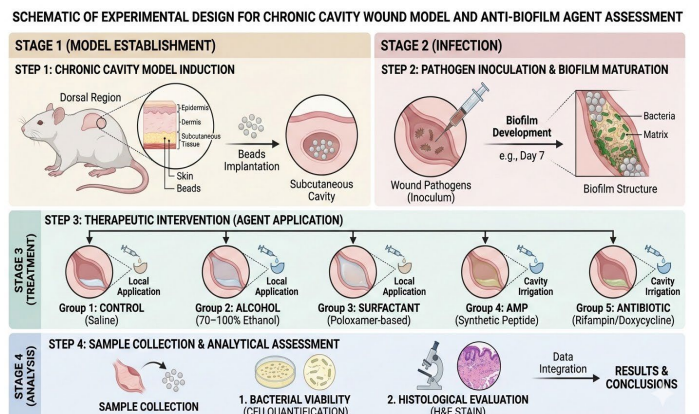 SCHEMATIC OF EXPERIMENTAL DESIGN FOR CHRONIC CAVITY WOUND MODEL AND ANTI-BIOFILM AGENT ASSESSMENT
STAGE 1 (MODEL ESTABLISHMENT)
STEP 1: CHRONIC CAVITY MODEL INDUCTION
Dorsal Region
Epidermis
Dermis
Subcutaneous
Tissue
Skin
Beads
Beads
Implantation
Subcutaneous
Cavity
STAGE 2 (INFECTION)
STEP 2: PATHOGEN INOCULATION & BIOFILM MATURATION
Wound Pathogens
(Inoculum)
Biofilm
Development
e.g., Day 7
Bacteria
Matrix
Biofilm Structure
STAGE 3
(TREATMENT)
STEP 3: THERAPEUTIC INTERVENTION (AGENT APPLICATION)
Local
Application
Group 1: CONTROL
(Saline)
Local
Application
Group 2: ALCOHOL
(70–100% Ethanol)
Local
Application
Group 3: SURFACTANT
(Poloxamer-based)
Cavity
Irrigation
Group 4: AMP
(Synthetic Peptide)
Cavity
Irrigation
Group 5: ANTIBIOTIC
(Rifampin/Doxycycline)
STAGE 4
(ANALYSIS)
STEP 4: SAMPLE COLLECTION & ANALYTICAL ASSESSMENT
SAMPLE COLLECTION
1. BACTERIAL VIABILITY
(CFU QUANTIFICATION)
2. HISTOLOGICAL EVALUATION
(H&E STAIN)
Data
Integration
RESULTS &
CONCLUSIONS